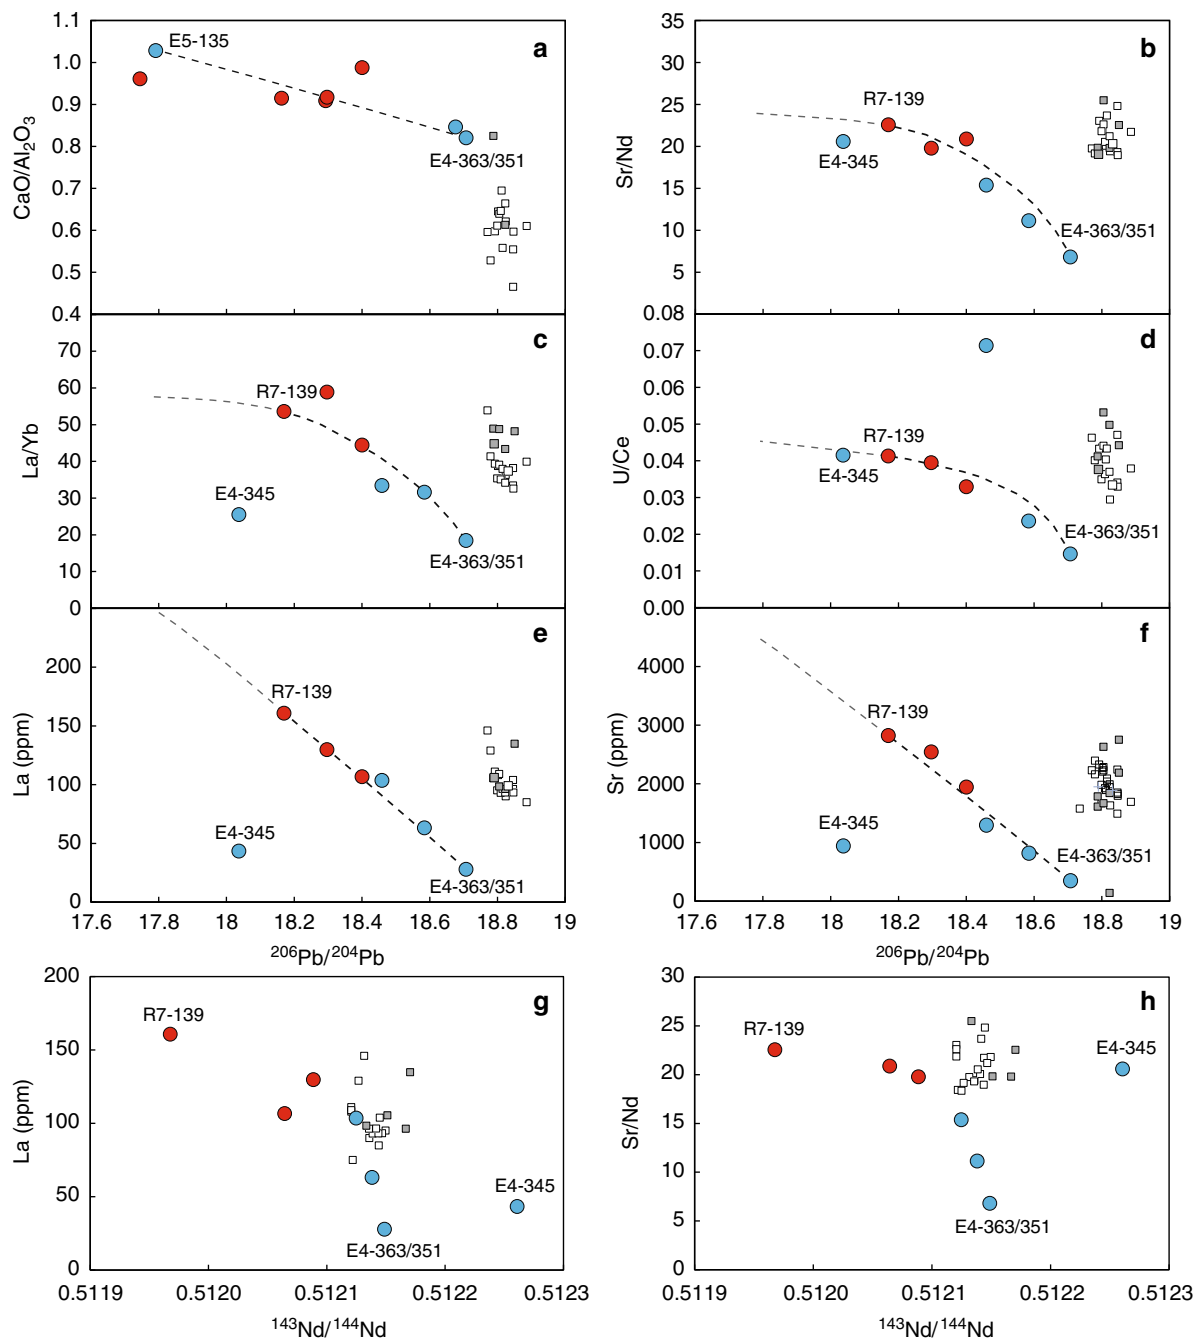 a
CaO/Al2O3
1.1
1.0
0.9
0.8
0.7
0.6
0.5
0.4
E5-135
E4-363/351
b
Sr/Nd
35
30
25
20
15
10
5
R7-139
E4-345
E4-363/351
c
La/Yb
70
60
50
40
30
20
10
0
R7-139
E4-345
E4-363/351
d
U/Ce
0.08
0.07
0.06
0.05
0.04
0.03
0.02
0.01
0.00
R7-139
E4-345
E4-363/351
e
La (ppm)
200
150
100
50
0
R7-139
E4-345
E4-363/351
17.6
17.8
18
18.2
18.4
18.6
18.8
19
206Pb/204Pb
f
Sr (ppm)
4000
3000
2000
1000
0
R7-139
E4-345
E4-363/351
17.6
17.8
18
18.2
18.4
18.6
18.8
19
206Pb/204Pb
g
La (ppm)
200
150
100
50
0
R7-139
E4-345
E4-363/351
0.5119
0.5120
0.5121
0.5122
0.5123
143Nd/144Nd
h
Sr/Nd
30
25
20
15
10
5
0
R7-139
E4-345
E4-363/351
0.5119
0.5120
0.5121
0.5122
0.5123
143Nd/144Nd